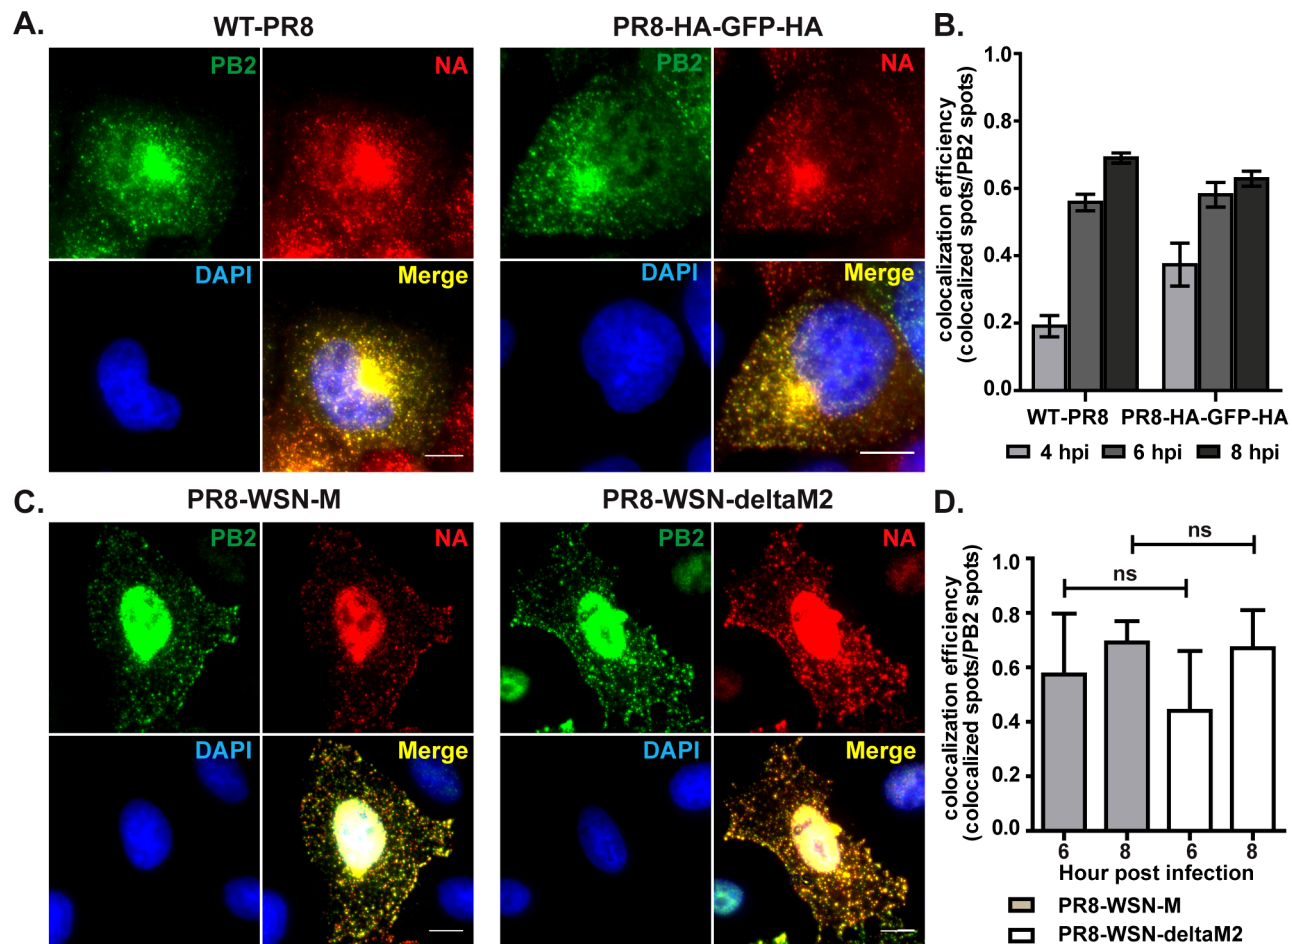 A.
WT-PR8
PR8-HA-GFP-HA
PB2
NA
PB2
NA
DAPI
Merge
DAPI
Merge
B.
colocalization efficiency
(colocalized spots/PB2 spots)
1.0
0.8
0.6
0.4
0.2
0.0
WT-PR8
PR8-HA-GFP-HA
4 hpi
6 hpi
8 hpi
C.
PR8-WSN-M
PR8-WSN-deltaM2
PB2
NA
PB2
NA
DAPI
Merge
DAPI
Merge
D.
colocalization efficiency
(colocalized spots/PB2 spots)
1.0
0.8
0.6
0.4
0.2
0.0
ns
ns
6
8
6
8
Hour post infection
PR8-WSN-M
PR8-WSN-deltaM2